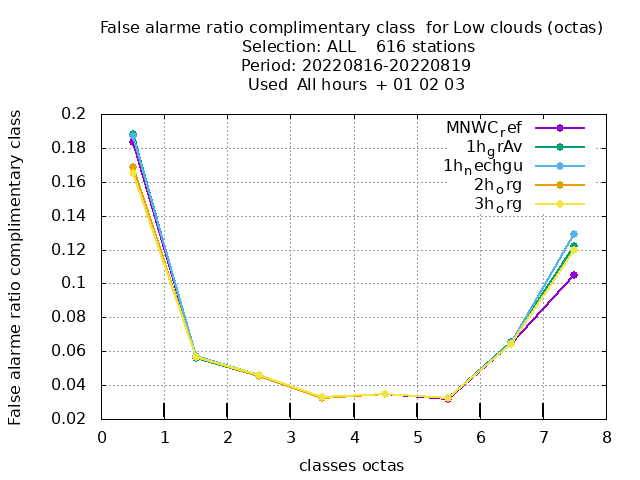 False alarme ratio complimentary class  for Low clouds (octas)
Selection: ALL    616 stations
Period: 20220816-20220819
Used  All hours  + 01 02 03
False alarme ratio complimentary class
0.2
0.18
0.16
0.14
0.12
0.1
0.08
0.06
0.04
0.02
MNWC_ref
1h_grAv
1h_nechgu
2h_org
3h_org
0 1 2 3 4 5 6 7 8
classes octas